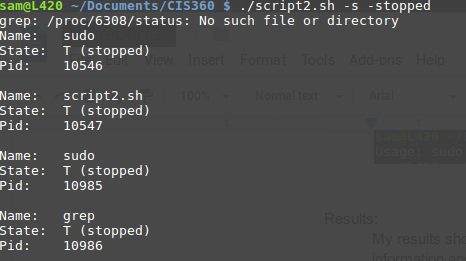 sam@L420 ~/Documents/CIS360 $ ./script2.sh -s -stopped
grep: /proc/6308/status: No such file or directory
Name: sudo
State: T (stopped)
Pid: 10546
Edit View Insert Format Tools Add-ons Help
100% Normal text Arial
Name: script2.sh
State: T (stopped)
Pid: 10547
sam@L420
Usage: sudo
Name: sudo
State: T (stopped)
Pid: 10985
Name: grep
State: T (stopped)
Pid: 10986
Results:
My results sho
information an